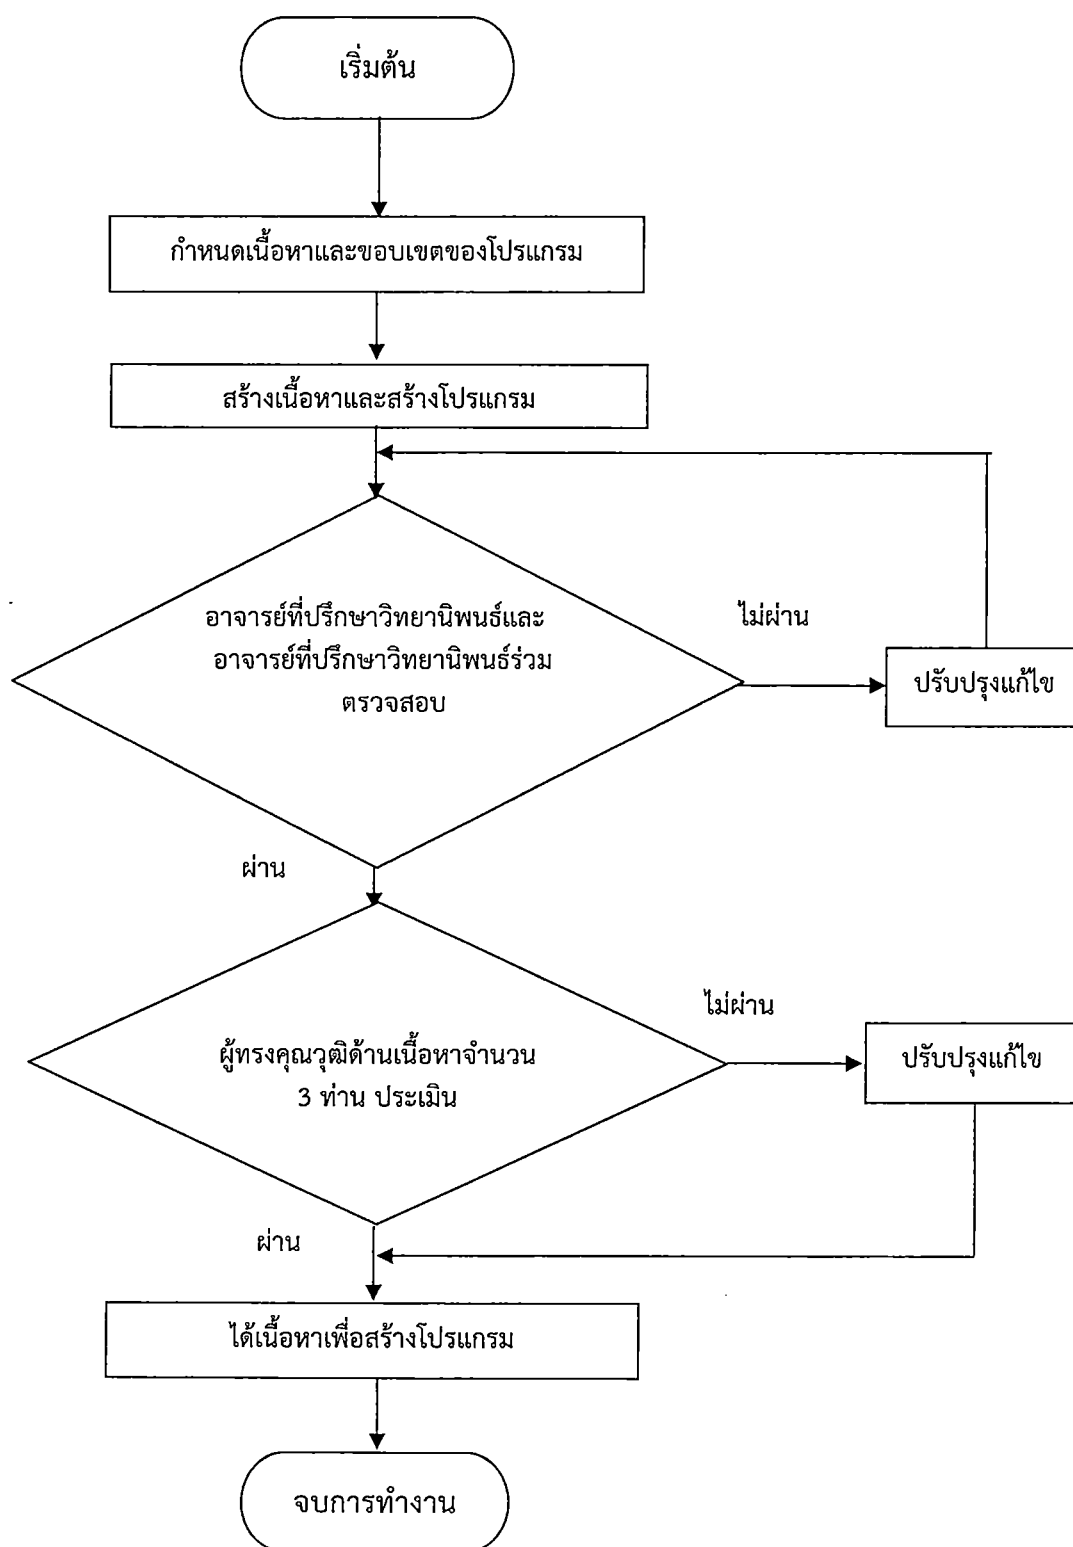 เริ่มต้น
กำหนดเนื้อหาและขอบเขตของโปรแกรม
สร้างเนื้อหาและสร้างโปรแกรม
อาจารย์ที่ปรึกษาวิทยานิพนธ์และ
อาจารย์ที่ปรึกษาวิทยานิพนธ์ร่วม
ตรวจสอบ
ไม่ผ่าน
ปรับปรุงแก้ไข
ผ่าน
ผู้ทรงคุณวุฒิด้านเนื้อหาจำนวน
3 ท่าน ประเมิน
ไม่ผ่าน
ปรับปรุงแก้ไข
ผ่าน
ได้เนื้อหาเพื่อสร้างโปรแกรม
จบการทำงาน